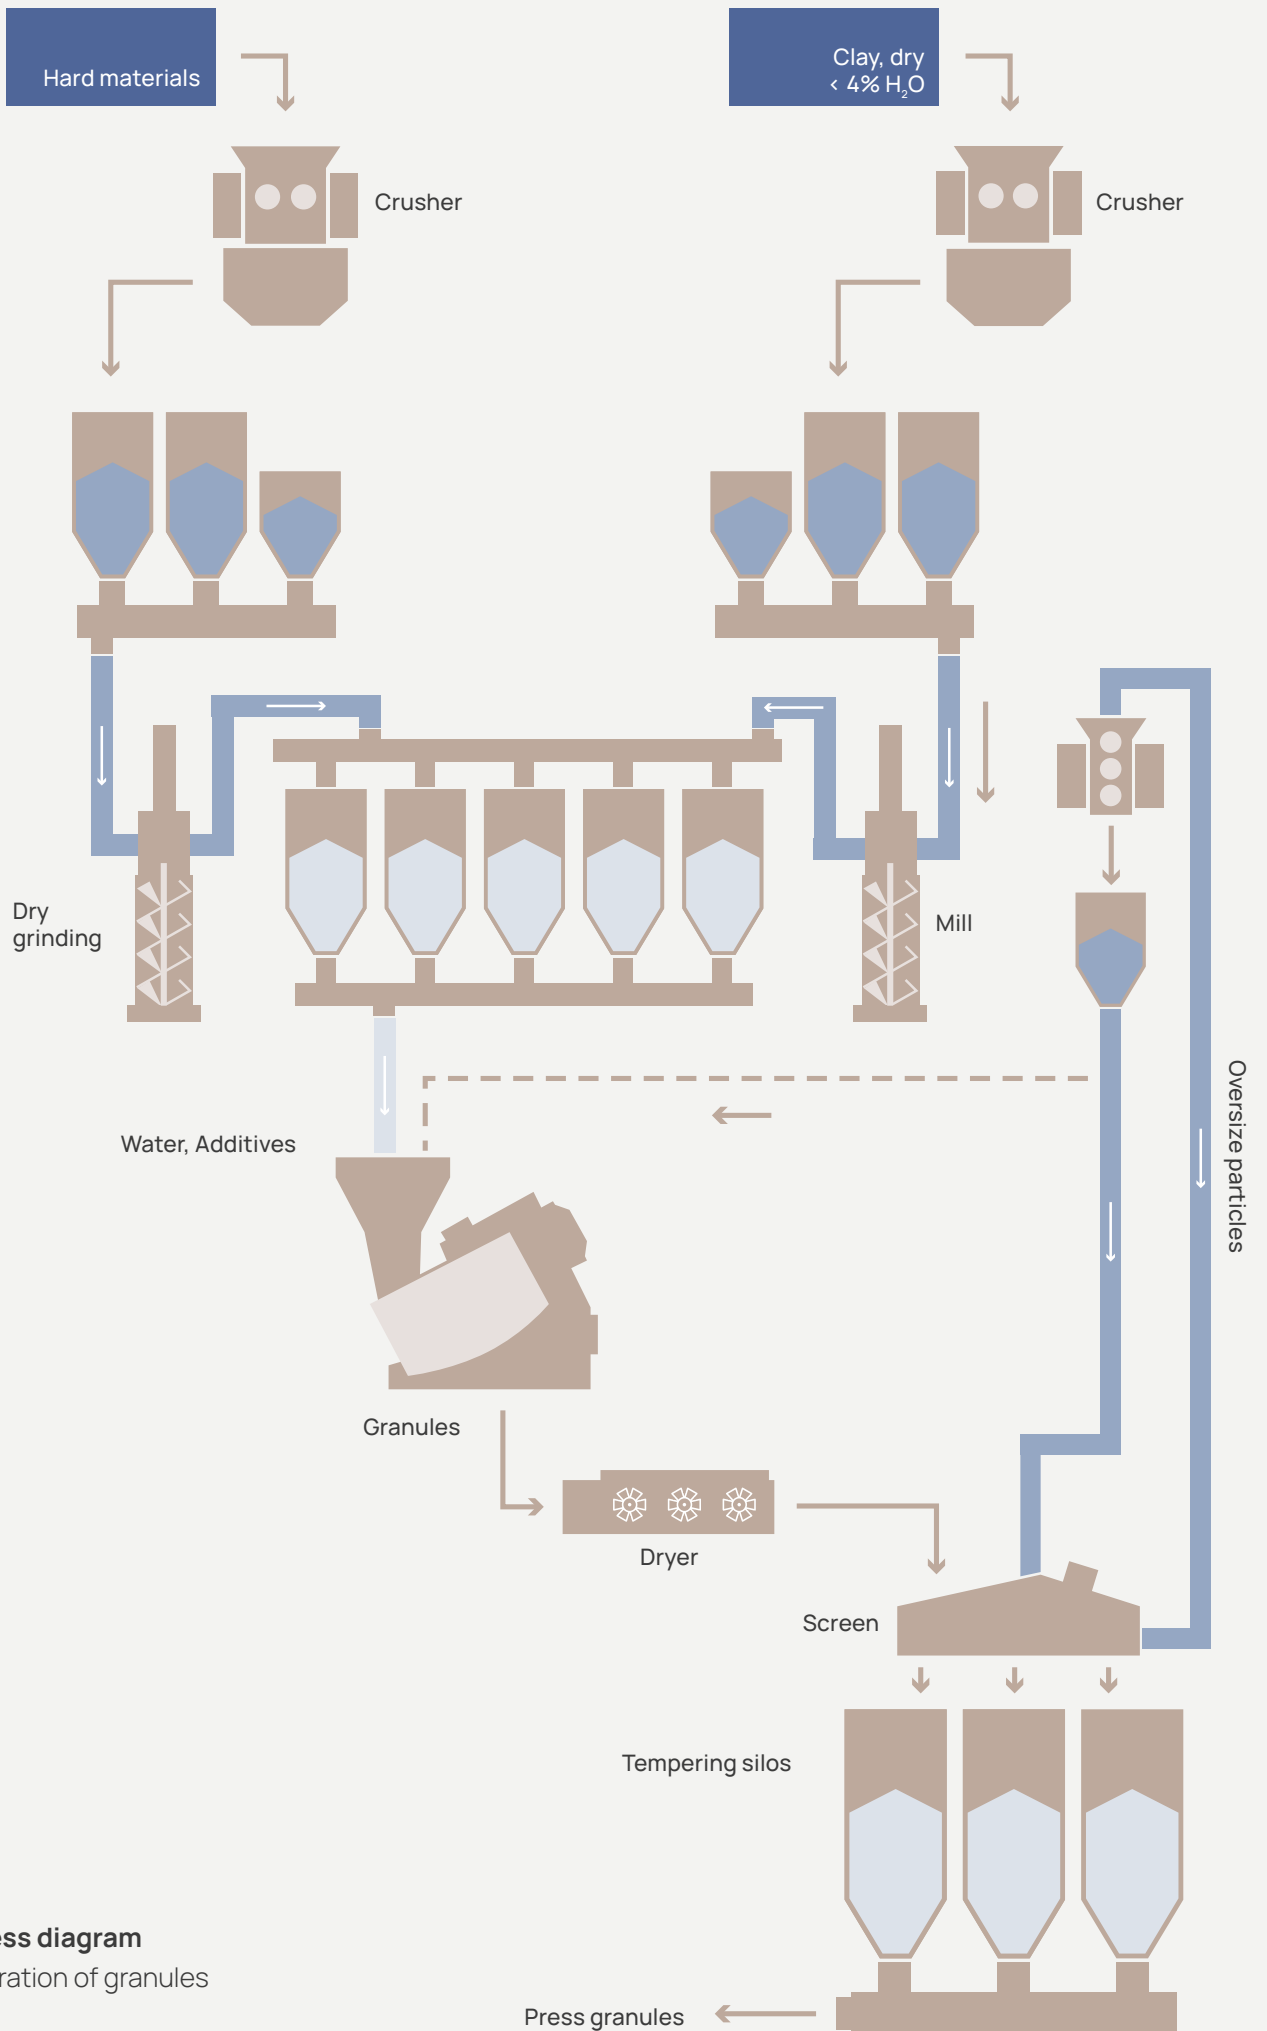 Hard materials
Clay, dry
< 4% H₂O
Crusher
Crusher
Dry
grinding
Mill
Oversize particles
Water, Additives
Granules
Dryer
Screen
Tempering silos
ess diagram
ration of granules
Press granules